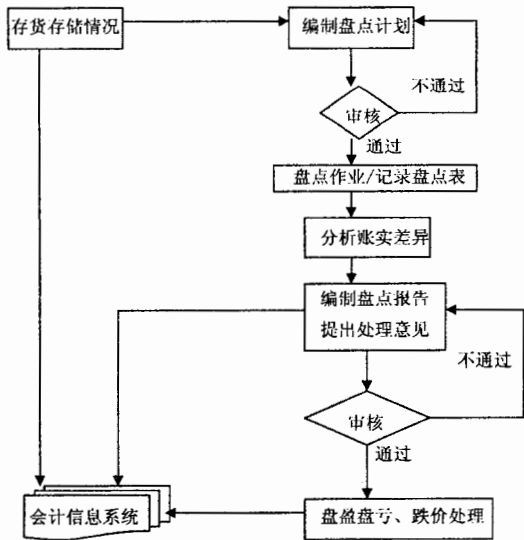 存货存储情况
编制盘点计划
不通过
审核
通过
盘点作业/记录盘点表
分析账实差异
编制盘点报告
提出处理意见
不通过
审核
通过
会计信息系统
盘盈盘亏、跌价处理